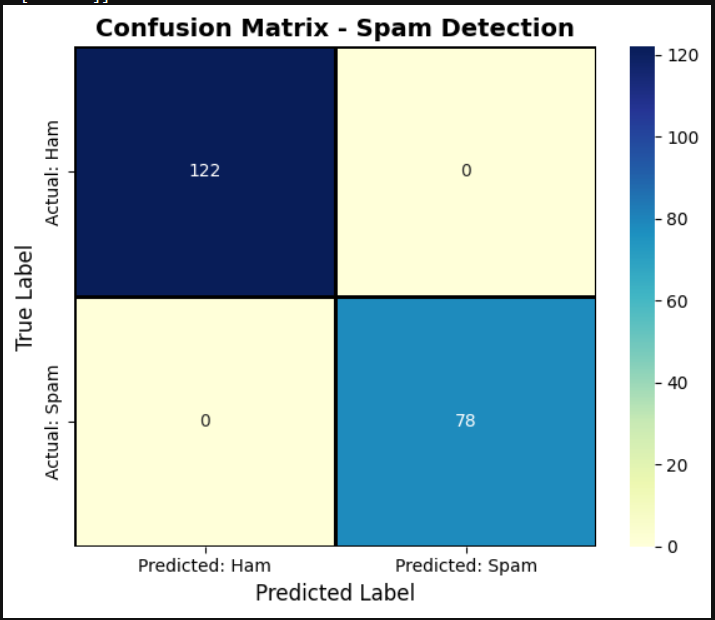 Confusion Matrix - Spam Detection
120
Actual: Ham
122
0
100
80
True Label
60
Actual: Spam
0
78
40
20
0
Predicted: Ham
Predicted: Spam
Predicted Label